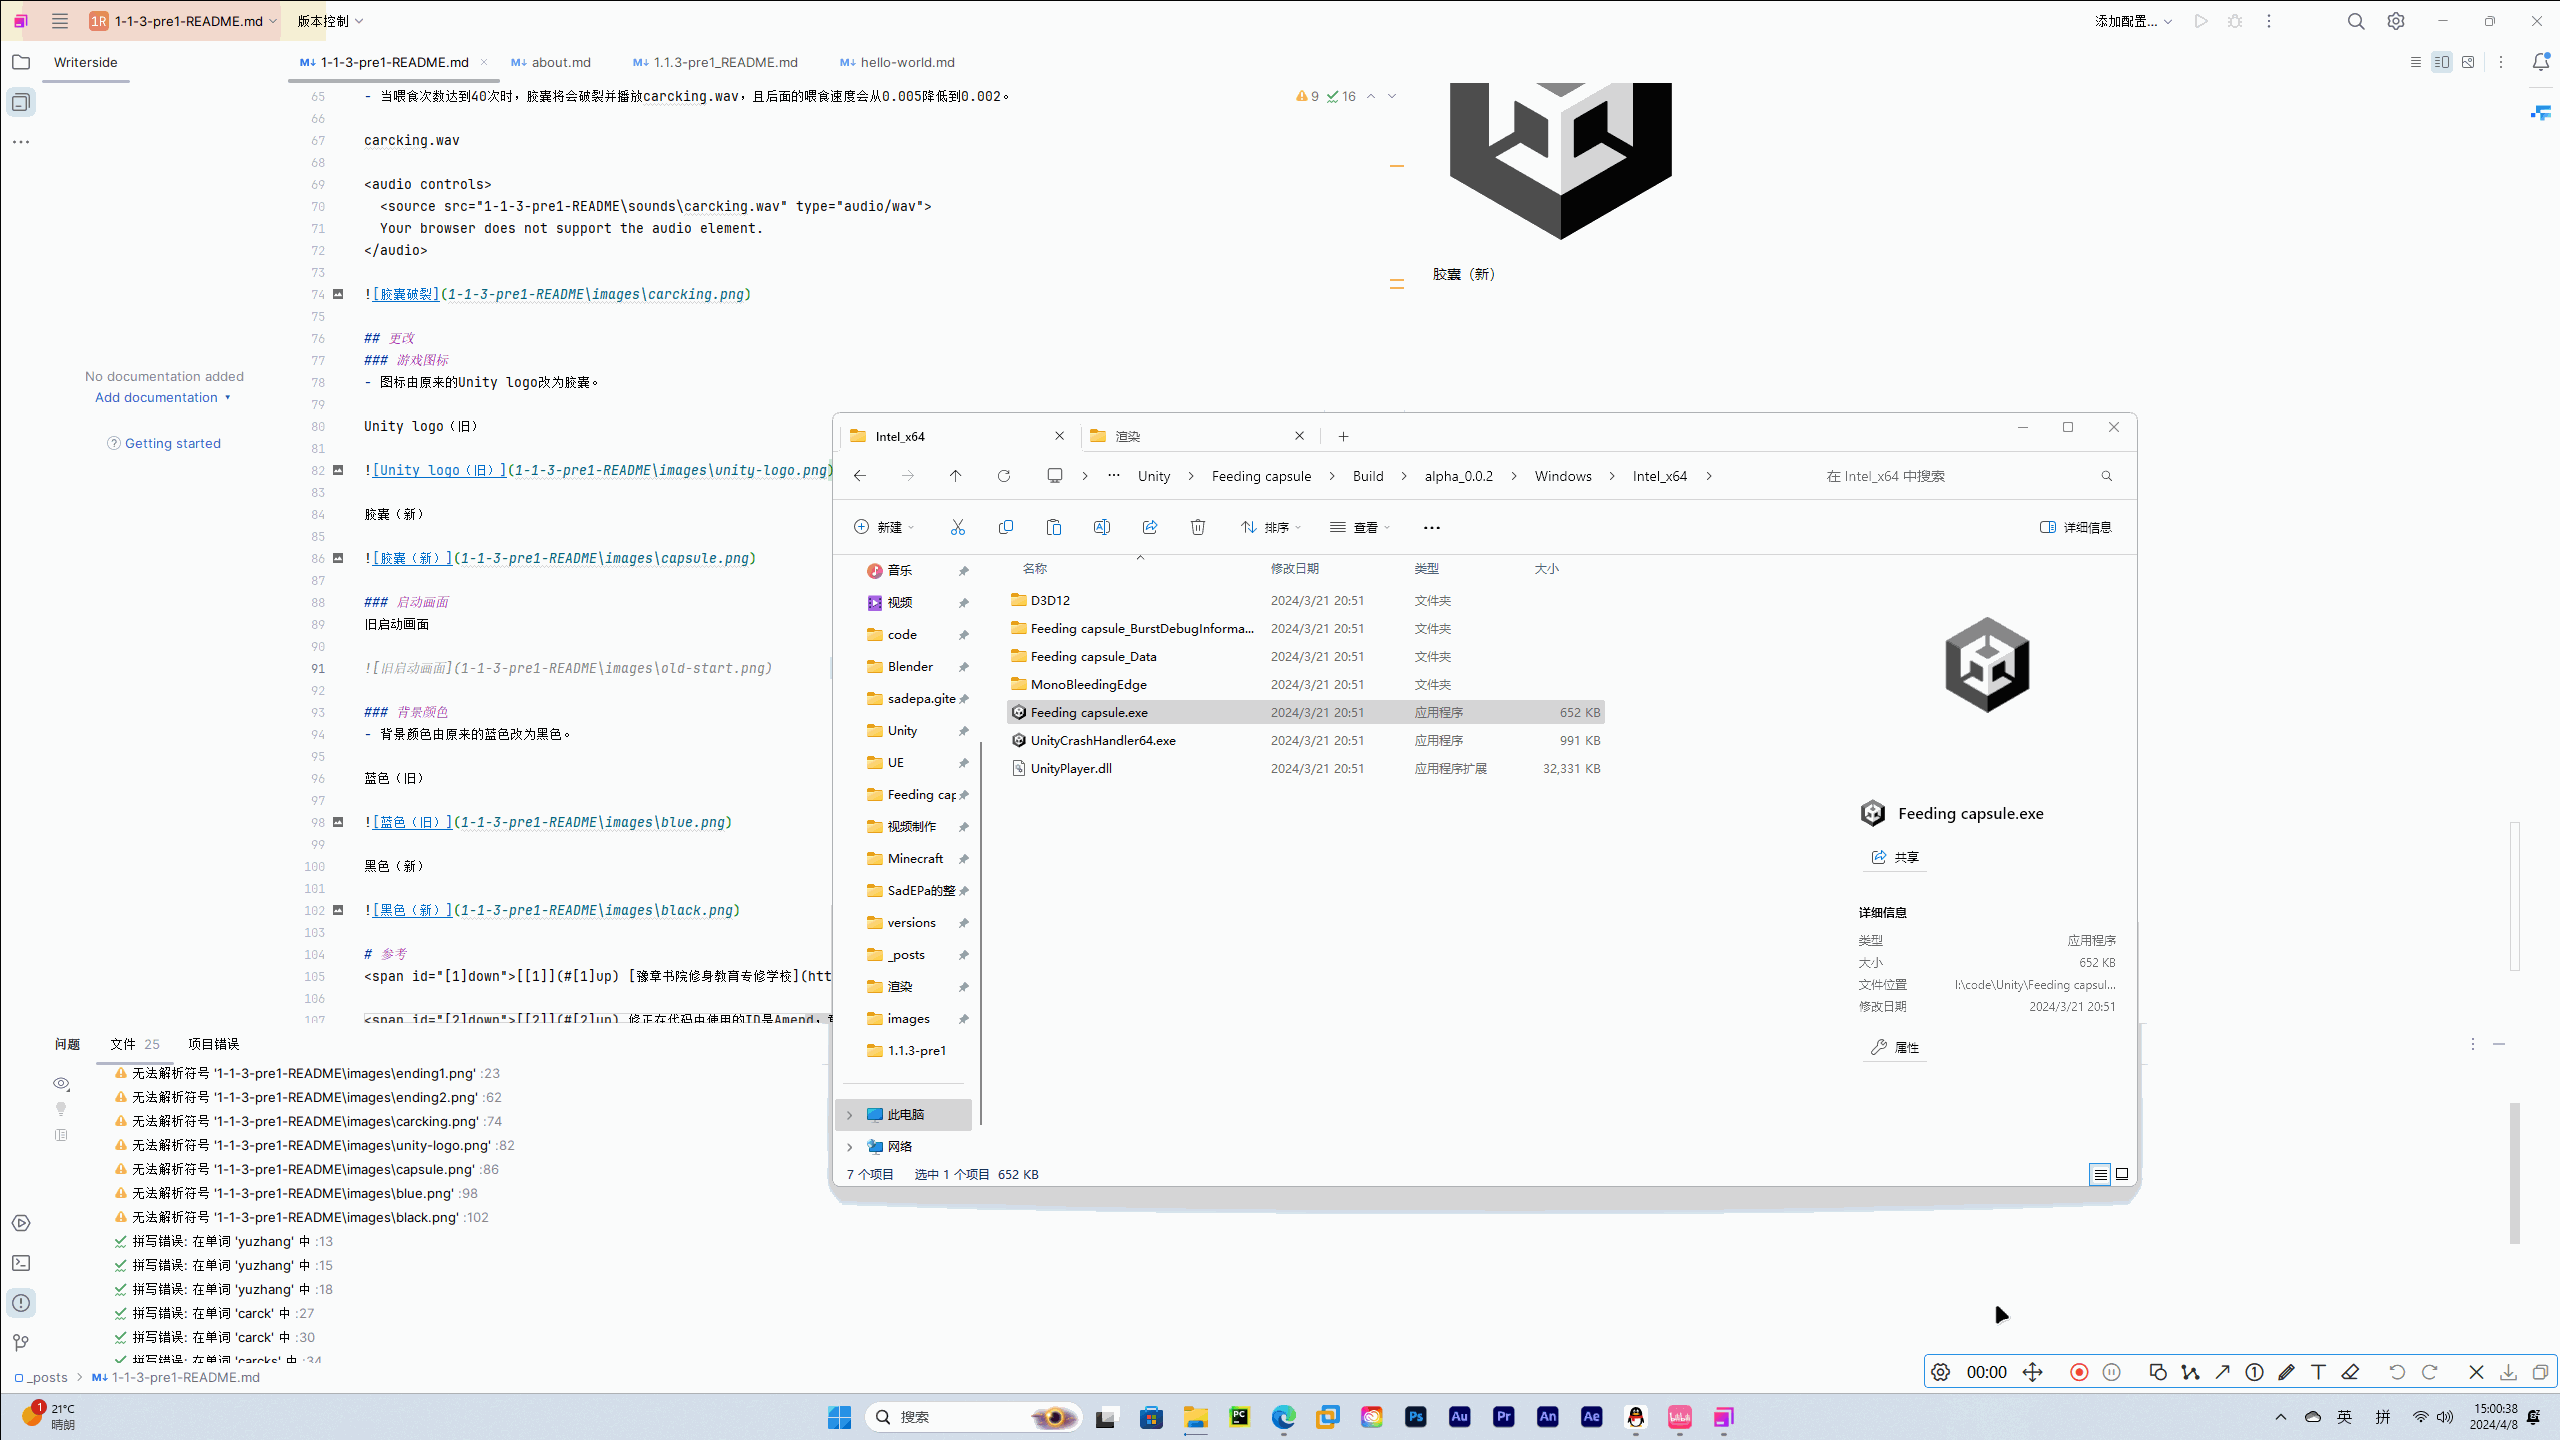 1R 1-1-3-pre1-README.md 版本控制
添加配置...
Writerside
1-1-3-pre1-README.md
about.md
1.1.3-pre1_README.md
hello-world.md
No documentation added
Add documentation
Getting started
9 16
65 - 当喂食次数达到40次时，胶囊将会破裂并播放carcking.wav，且后面的喂食速度会从0.005降低到0.002。
66
67 carcking.wav
68
69 <audio controls>
70 <source src="1-1-3-pre1-README\sounds\carcking.wav" type="audio/wav">
71 Your browser does not support the audio element.
72 </audio>
73
74 ![胶囊破裂](1-1-3-pre1-README\images\carcking.png)
75
76 ## 更改
77 ### 游戏图标
78 - 图标由原来的Unity logo改为胶囊。
79
80 Unity logo（旧）
81
82 ![Unity logo（旧）](1-1-3-pre1-README\images\unity-logo.png)
83
84 胶囊（新）
85
86 ![胶囊（新）](1-1-3-pre1-README\images\capsule.png)
87
88 ### 启动画面
89 旧启动画面
90
91 ![旧启动画面](1-1-3-pre1-README\images\old-start.png)
92
93 ### 背景颜色
94 - 背景颜色由原来的蓝色改为黑色。
95
96 蓝色（旧）
97
98 ![蓝色（旧）](1-1-3-pre1-README\images\blue.png)
99
100 黑色（新）
101
102 ![黑色（新）](1-1-3-pre1-README\images\black.png)
103
104 # 参考
105 <span id="[1]down">[[1]](#[1]up) [豫章书院修身教育专修学校](htt
106
107 <span id="[2]down">[[2]](#[2]up) 修正在代码中使用的ID是Amend，
胶囊（新）
Intel_x64
渲染
Unity Feeding capsule Build alpha_0.0.2 Windows Intel_x64
在 Intel_x64 中搜索
新建
排序
查看
详细信息
音乐
视频
code
Blender
sadepa.gite
Unity
UE
Feeding cap
视频制作
Minecraft
SadEPa的整
versions
_posts
渲染
images
1.1.3-pre1
此电脑
网络
名称 修改日期 类型 大小
D3D12 2024/3/21 20:51 文件夹
Feeding capsule_BurstDebugInforma... 2024/3/21 20:51 文件夹
Feeding capsule_Data 2024/3/21 20:51 文件夹
MonoBleedingEdge 2024/3/21 20:51 文件夹
Feeding capsule.exe 2024/3/21 20:51 应用程序 652 KB
UnityCrashHandler64.exe 2024/3/21 20:51 应用程序 991 KB
UnityPlayer.dll 2024/3/21 20:51 应用程序扩展 32,331 KB
Feeding capsule.exe
共享
详细信息
类型 应用程序
大小 652 KB
文件位置 I:\code\Unity\Feeding capsul...
修改日期 2024/3/21 20:51
属性
7 个项目 选中 1 个项目 652 KB
问题 文件 25 项目错误
无法解析符号 '1-1-3-pre1-README\images\ending1.png' :23
无法解析符号 '1-1-3-pre1-README\images\ending2.png' :62
无法解析符号 '1-1-3-pre1-README\images\carcking.png' :74
无法解析符号 '1-1-3-pre1-README\images\unity-logo.png' :82
无法解析符号 '1-1-3-pre1-README\images\capsule.png' :86
无法解析符号 '1-1-3-pre1-README\images\blue.png' :98
无法解析符号 '1-1-3-pre1-README\images\black.png' :102
拼写错误: 在单词 'yuzhang' 中 :13
拼写错误: 在单词 'yuzhang' 中 :15
拼写错误: 在单词 'yuzhang' 中 :18
拼写错误: 在单词 'carck' 中 :27
拼写错误: 在单词 'carck' 中 :30
拼写错误: 在单词 'carcks' 中 :34
_posts 1-1-3-pre1-README.md
00:00
1
21°C
晴朗
搜索
PC
Ps
Au
Pr
An
Ae
英
拼
15:00:38
2024/4/8